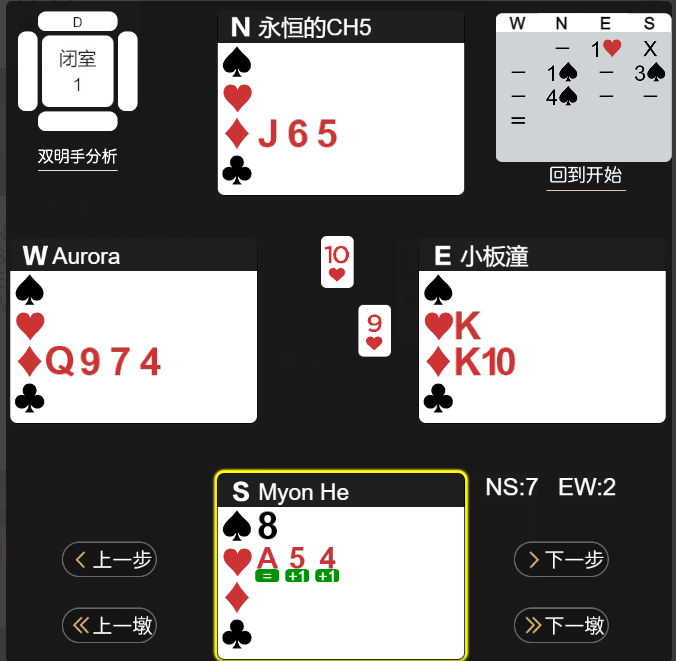 D
闭室
1
双明手分析
N 永恒的CH5
♠
♥
♦ J 6 5
♣
W N E S
– 1♥ X
– 1♠ – 3♠
– 4♠ – –
=
回到开始
W Aurora
♠
♥
♦ Q 9 7 4
♣
10
♥
9
♥
E 小板潼
♠
♥ K
♦ K 10
♣
S Myon He
♠ 8
♥ A 5 4
= +1 +1
♦
♣
NS:7 EW:2
< 上一步
> 下一步
« 上一墩
» 下一墩